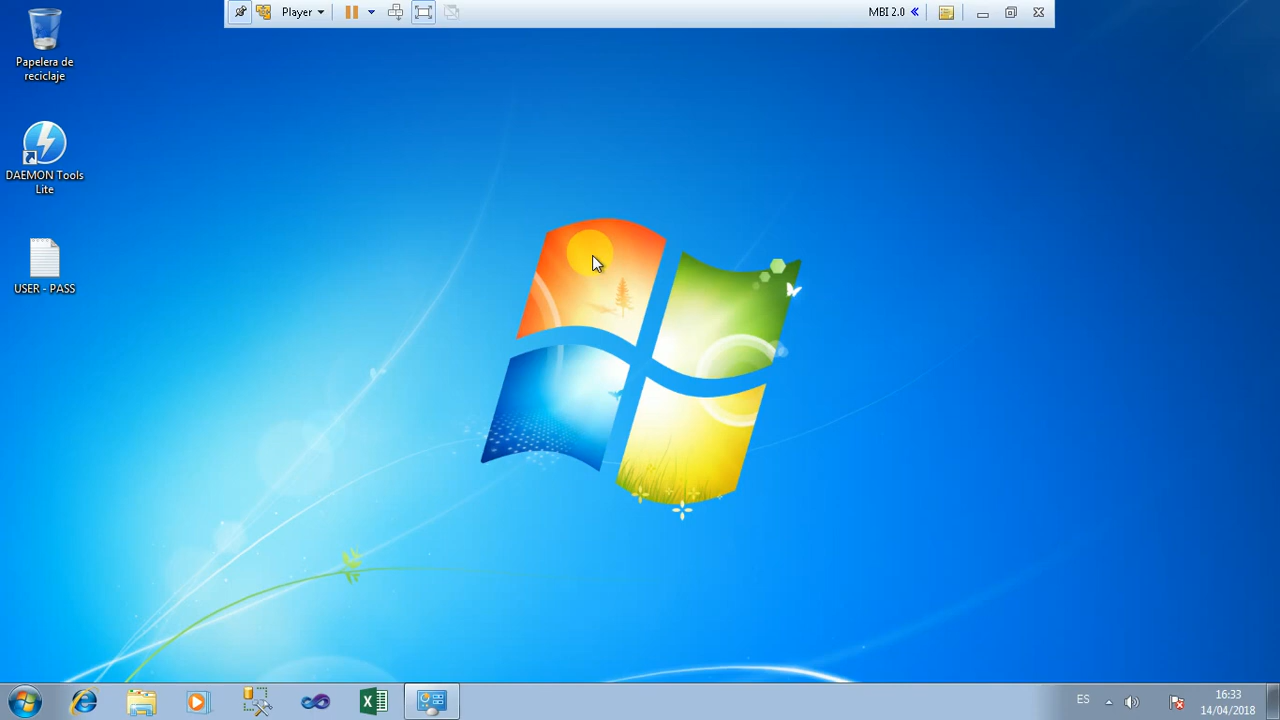 Player
MBI 2.0
Papelera de
reciclaje
DAEMON Tools
Lite
USER - PASS
ES
16:33
14/04/2018